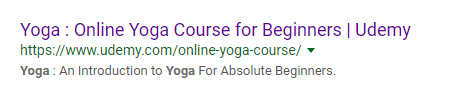 Yoga : Online Yoga Course for Beginners | Udemy
https://www.udemy.com/online-yoga-course/
Yoga : An Introduction to Yoga For Absolute Beginners.